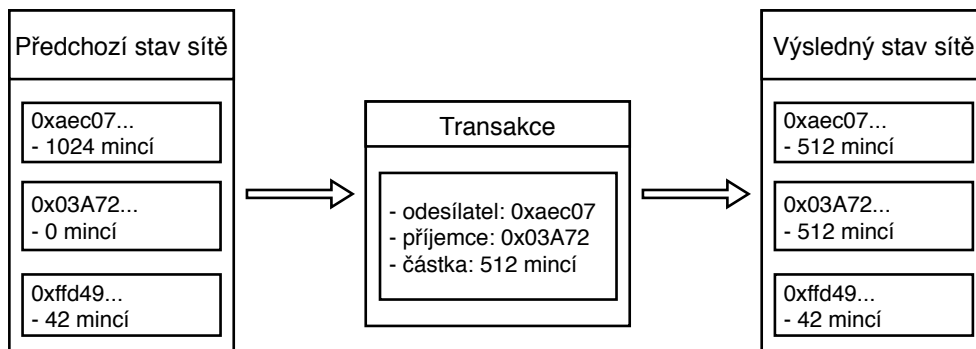 Předchozí stav sítě
0xaec07...
- 1024 mincí
0x03A72...
- 0 mincí
0xffd49...
- 42 mincí
Transakce
- odesílatel: 0xaec07
- příjemce: 0x03A72
- částka: 512 mincí
Výsledný stav sítě
0xaec07...
- 512 mincí
0x03A72...
- 512 mincí
0xffd49...
- 42 mincí